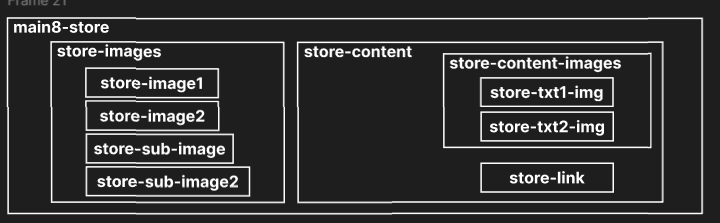 Frame 21
main8-store
store-images
store-image1
store-image2
store-sub-image
store-sub-image2
store-content
store-content-images
store-txt1-img
store-txt2-img
store-link